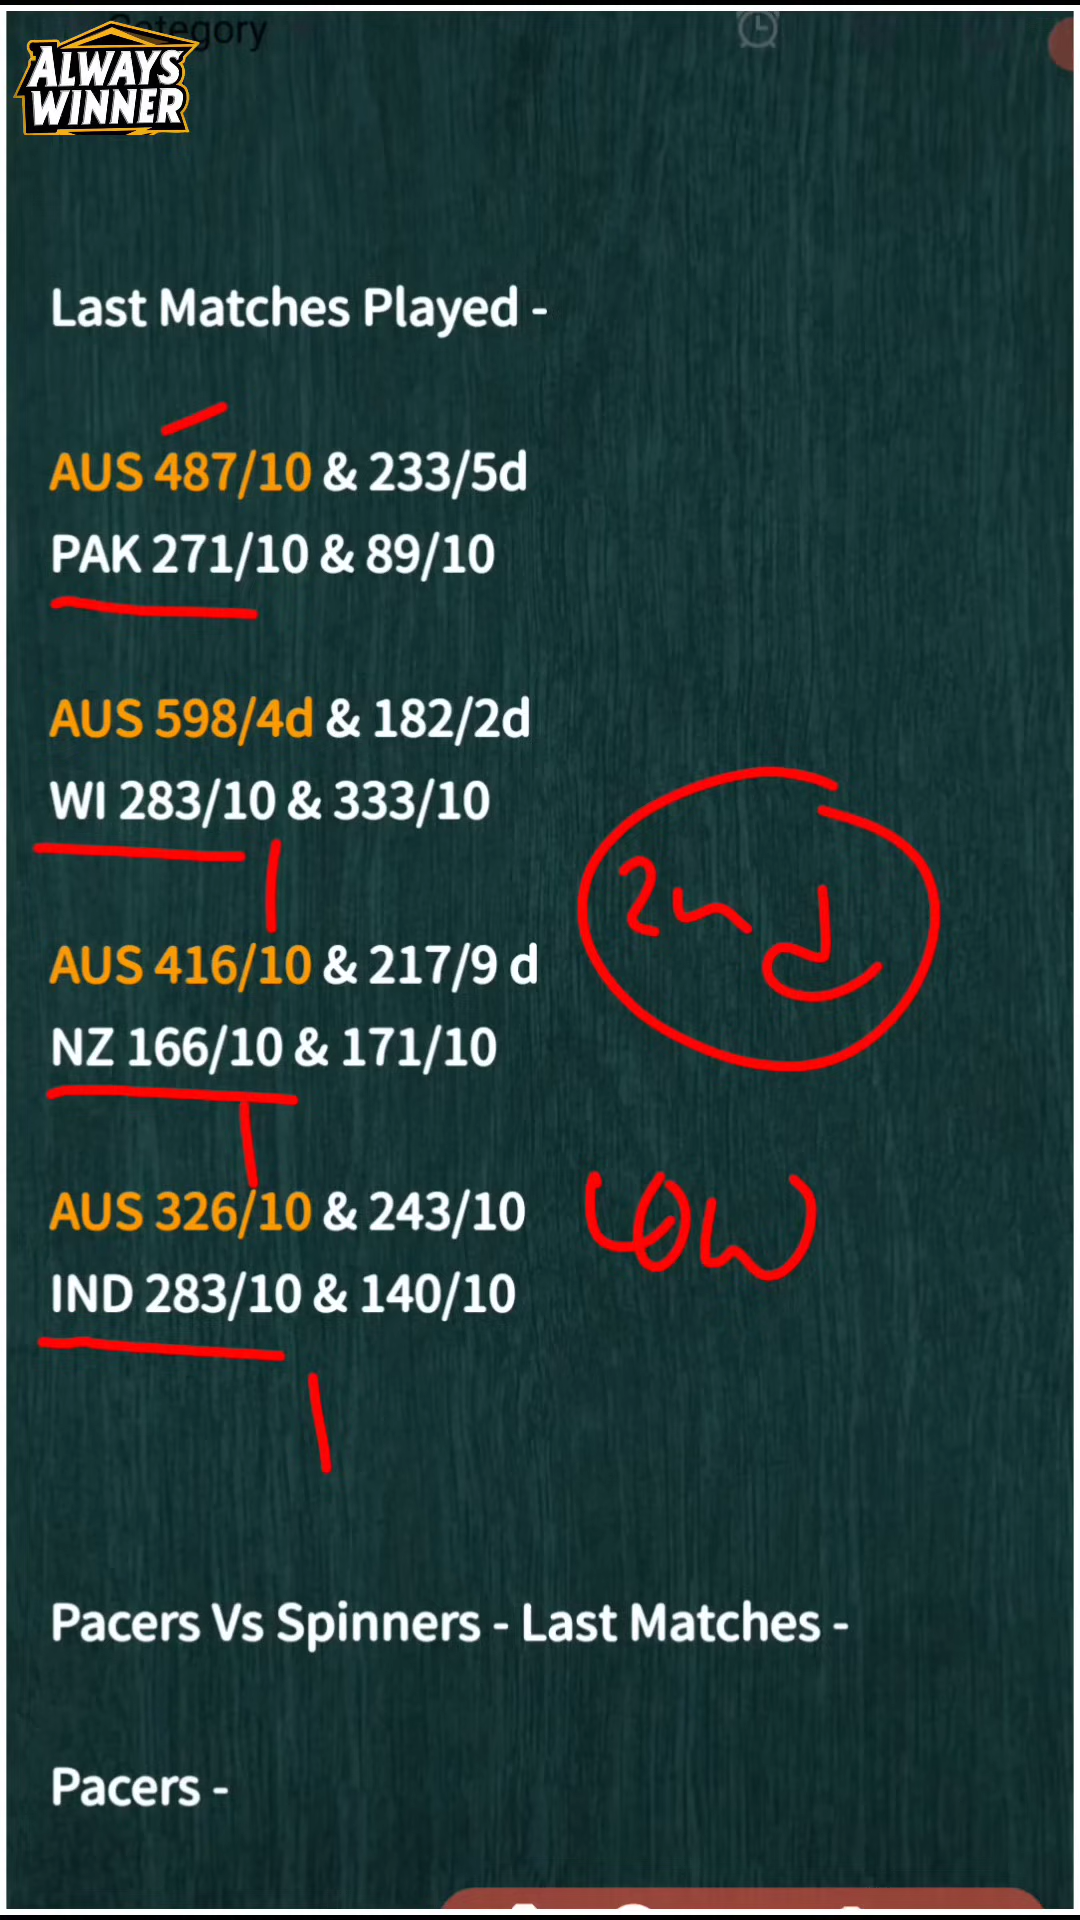 Category
ALWAYS
WINNER
Last Matches Played -
AUS 487/10 & 233/5d
PAK 271/10 & 89/10
AUS 598/4d & 182/2d
WI 283/10 & 333/10
2nd
AUS 416/10 & 217/9 d
NZ 166/10 & 171/10
AUS 326/10 & 243/10
LOW
IND 283/10 & 140/10
Pacers Vs Spinners - Last Matches -
Pacers -